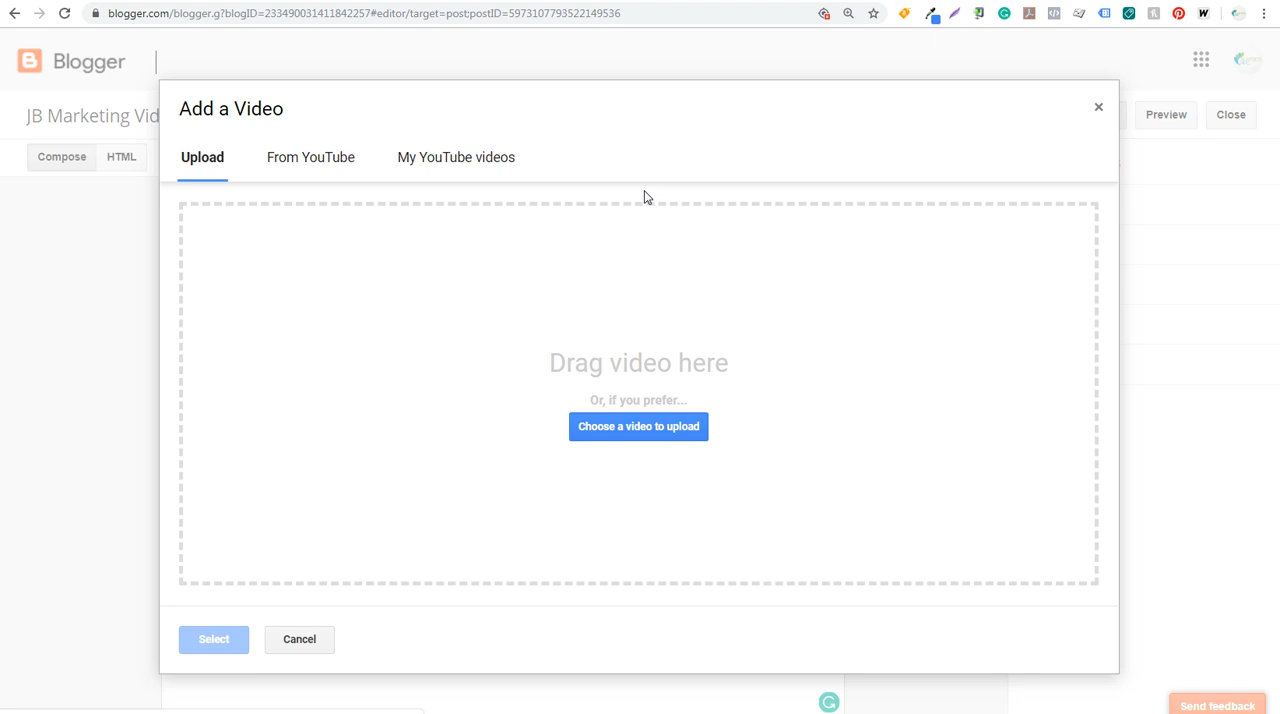 blogger.com/blogger.g?blogID=233490031411842257#editor/target=post;postID=5973107793522149536
Blogger
JB Marketing Vid
Preview
Close
Compose
HTML
Add a Video
Upload
From YouTube
My YouTube videos
Drag video here
Or, if you prefer...
Choose a video to upload
Select
Cancel
Send feedback